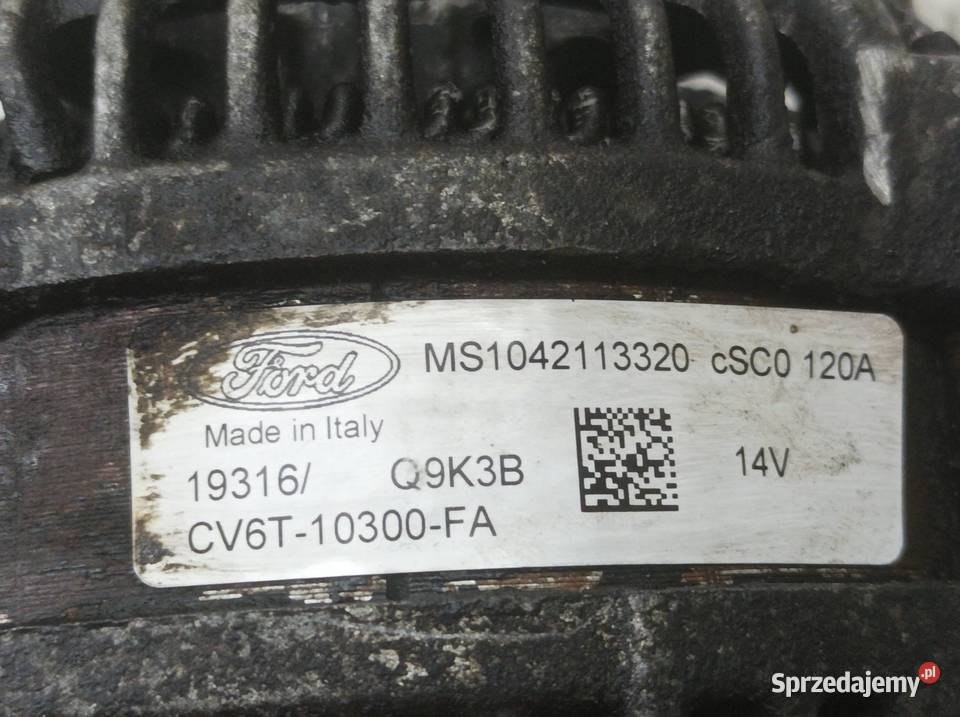 Ford MS1042113320 cSC0 120A
Made in Italy
19316/ Q9K3B 14V
CV6T-10300-FA
Sprzedajemy.pl